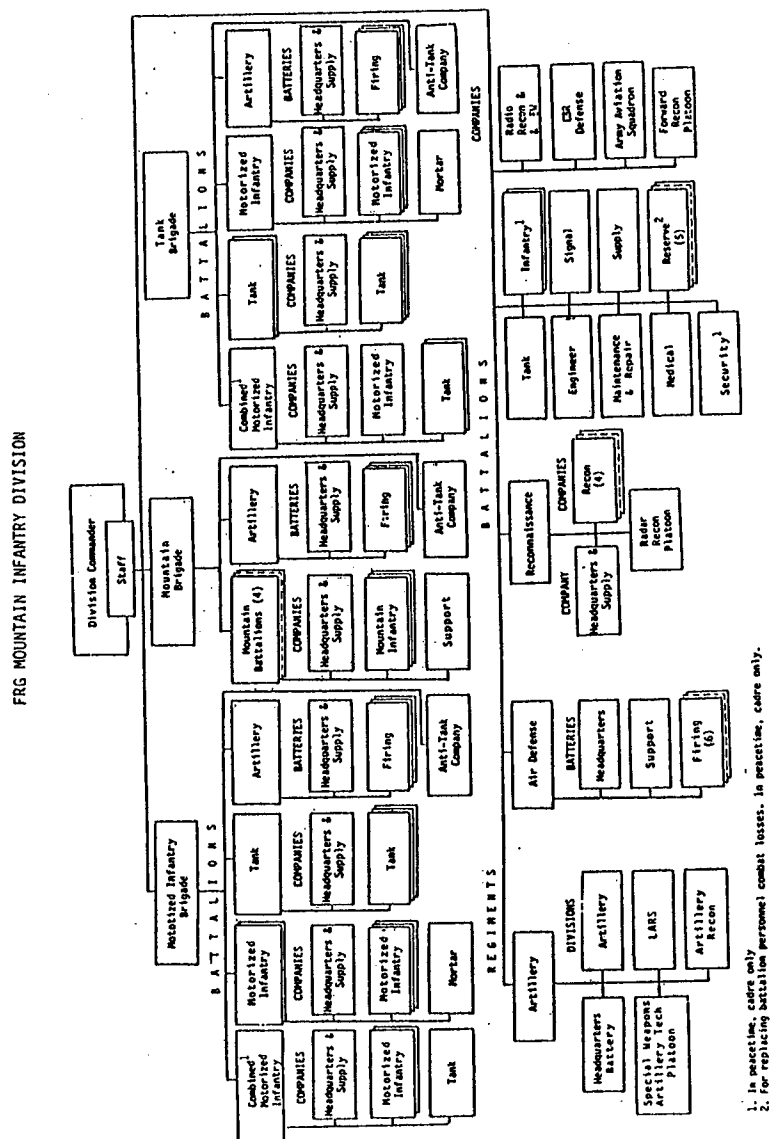 FRG MOUNTAIN INFANTRY DIVISION
Division Commander
Staff
Mototized Infantry
Brigade
Mountain
Brigade
Tank
Brigade
BATTALIONS
Combined
Motorized
Infantry
COMPANIES
Headquarters &
Supply
Motorized
Infantry
Tank
Motorized
Infantry
COMPANIES
Headquarters &
Supply
Motorized
Infantry
Mortar
Tank
COMPANIES
Headquarters &
Supply
Tank
Artillery
BATTERIES
Headquarters &
Supply
Firing
Anti-Tank
Company
Mountain
Battalions (4)
COMPANIES
Headquarters &
Supply
Mountain
Infantry
Support
Artillery
BATTERIES
Headquarters &
Supply
Firing
Anti-Tank
Company
BATTALIONS
Combined
Motorized
Infantry
COMPANIES
Headquarters &
Supply
Motorized
Infantry
Tank
Tank
COMPANIES
Headquarters &
Supply
Tank
Motorized
Infantry
COMPANIES
Headquarters &
Supply
Motorized
Infantry
Mortar
Artillery
BATTERIES
Headquarters &
Supply
Firing
Anti-Tank
Company
REGIMENTS
Artillery
DIVISIONS
Headquarters
Battery
Artillery
Special Weapons
Artillery Tech
Platoon
LARS
Artillery
Recon
Air Defense
BATTERIES
Headquarters
Support
Firing
(6)
BATTALIONS
Reconnaissance
COMPANY
COMPANIES
Headquarters
& Supply
Recon
(4)
Radar
Recon
Platoon
Tank
Infantry1
Engineer
Signal
Maintenance
& Repair
Supply
Medical
Reserve2
(5)
Security1
COMPANIES
Radio
Recon &
& EW
Defense
Army Aviation
Squadron
Forward
Recon
Platoon
1. In peacetime, cadre only
2. For replacing battalion personnel combat losses. In peacetime, cadre only.